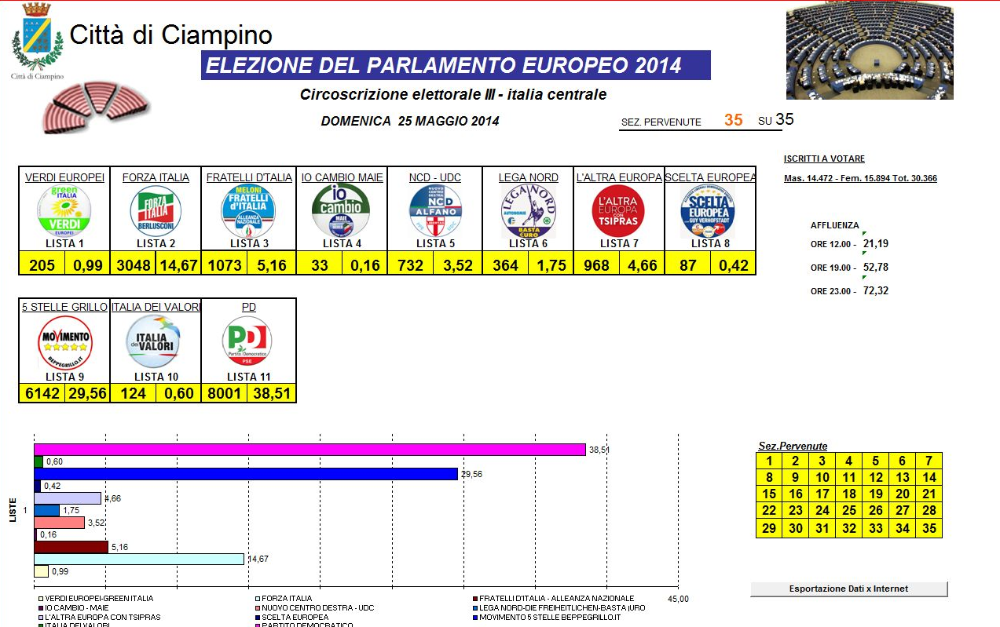 Città di Ciampino
Città di Ciampino
ELEZIONE DEL PARLAMENTO EUROPEO 2014
Circoscrizione elettorale III - italia centrale
DOMENICA 25 MAGGIO 2014
SEZ. PERVENUTE 35 SU 35
ISCRITTI A VOTARE
Mas. 14.472 - Fem. 15.894 Tot. 30.366
AFFLUENZA
ORE 12.00 - 21,19
ORE 19.00 - 52,78
ORE 23.00 - 72,32
VERDI EUROPEI FORZA ITALIA FRATELLI D'TALIA IO CAMBIO MAIE NCD - UDC LEGA NORD L'ALTRA EUROPA SCELTA EUROPEA
green ITALIA VERDI EUROPEI
FORZA ITALIA BERLUSCONI
MELONI FRATELLI d'ITALIA ALLEANZA NAZIONALE
io cambio MAIE
NUOVO CENTRO DESTRA NCD ALFANO UDC
LEGA NORD AUTONOMIE BASTA EURO
L'ALTRA EUROPA CON TSIPRAS
SCELTA EUROPEA CON GUY VERHOFSTADT
LISTA 1 LISTA 2 LISTA 3 LISTA 4 LISTA 5 LISTA 6 LISTA 7 LISTA 8
205 0,99 3048 14,67 1073 5,16 33 0,16 732 3,52 364 1,75 968 4,66 87 0,42
5 STELLE GRILLO ITALIA DEI VALORI PD
MOVIMENTO BEPPEGRILLO.IT
ITALIA dei VALORI
PD Partito Democratico PSE
LISTA 9 LISTA 10 LISTA 11
6142 29,56 124 0,60 8001 38,51
LISTE
1
38,51
0,60
29,56
0,42
4,66
1,75
3,52
0,16
5,16
14,67
0,99
45,00
VERDI EUROPEI-GREEN ITALIA FORZA ITALIA FRATELLI D'ITALIA - ALLEANZA NAZIONALE
IO CAMBIO - MAIE NUOVO CENTRO DESTRA - UDC LEGA NORD-DIE FREIHEITLICHEN-BASTA ¡URO
L'ALTRA EUROPA CON TSIPRAS SCELTA EUROPEA MOVIMENTO 5 STELLE BEPPEGRILLO.IT
ITALIA DEI VALORI PARTITO DEMOCRATICO
Sez.Pervenute
1 2 3 4 5 6 7
8 9 10 11 12 13 14
15 16 17 18 19 20 21
22 23 24 25 26 27 28
29 30 31 32 33 34 35
Esportazione Dati x Internet